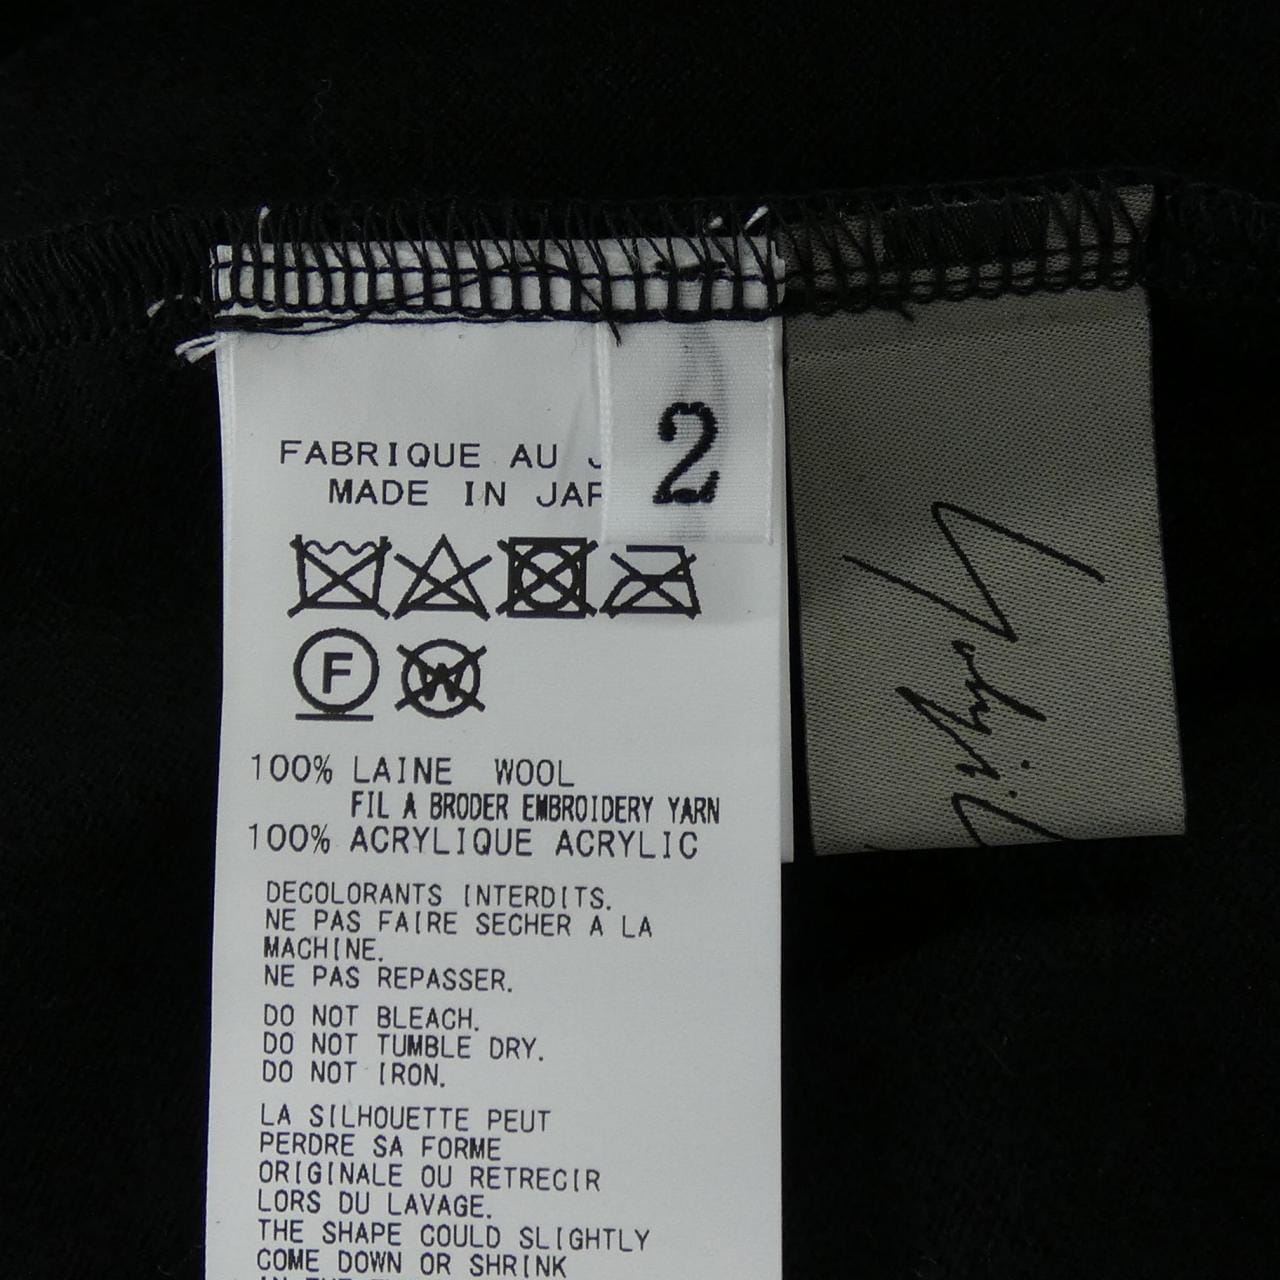 FABRIQUE AU J
MADE IN JAP
2
F
W
100% LAINE WOOL
FIL A BRODER EMBROIDERY YARN
100% ACRYLIQUE ACRYLIC
DECOLORANTS INTERDITS.
NE PAS FAIRE SECHER A LA
MACHINE.
NE PAS REPASSER.
DO NOT BLEACH.
DO NOT TUMBLE DRY.
DO NOT IRON.
LA SILHOUETTE PEUT
PERDRE SA FORME
ORIGINALE OU RETRECIR
LORS DU LAVAGE.
THE SHAPE COULD SLIGHTLY
COME DOWN OR SHRINK